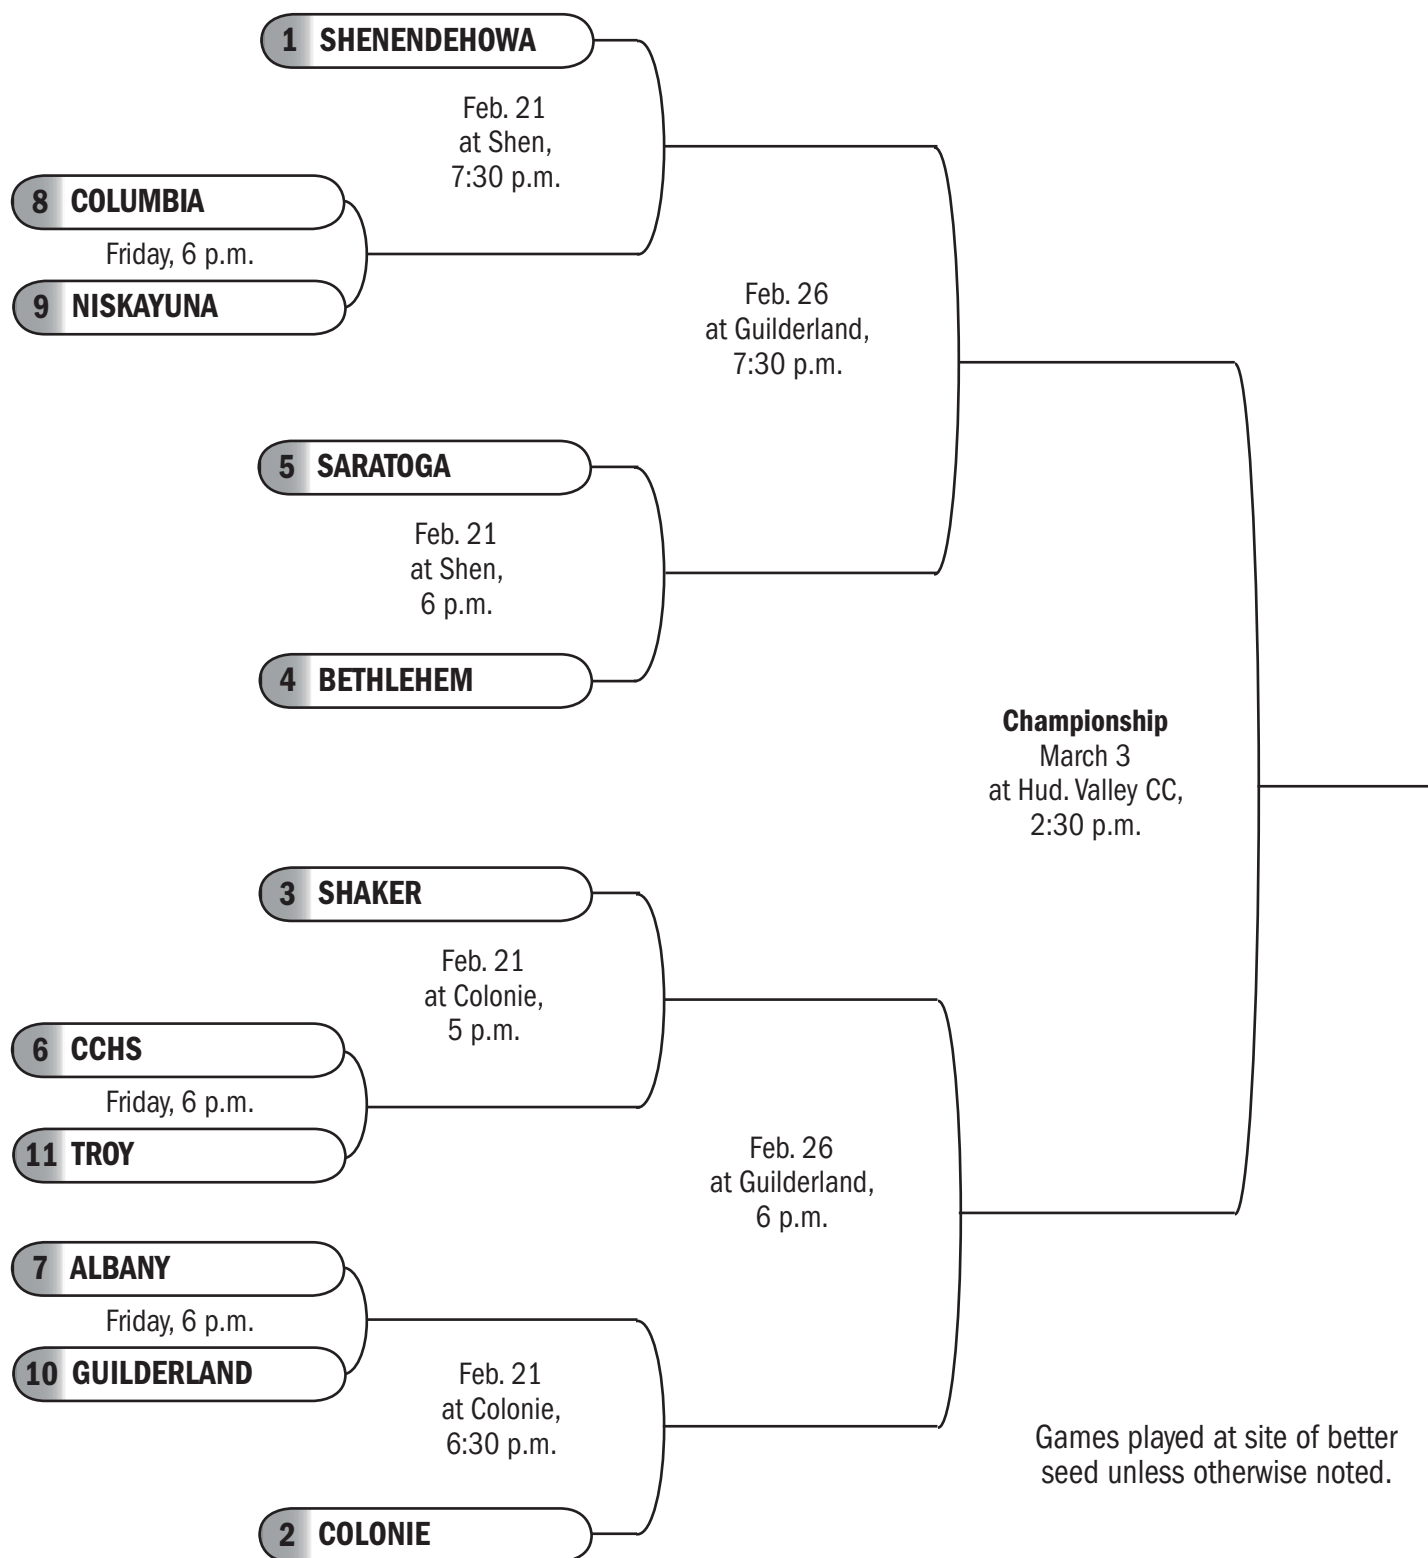 1 SHENENDEHOWA
Feb. 21
at Shen,
7:30 p.m.
8 COLUMBIA
Friday, 6 p.m.
9 NISKAYUNA
Feb. 26
at Guilderland,
7:30 p.m.
5 SARATOGA
Feb. 21
at Shen,
6 p.m.
4 BETHLEHEM
Championship
March 3
at Hud. Valley CC,
2:30 p.m.
3 SHAKER
Feb. 21
at Colonie,
5 p.m.
6 CCHS
Friday, 6 p.m.
11 TROY
Feb. 26
at Guilderland,
6 p.m.
7 ALBANY
Friday, 6 p.m.
10 GUILDERLAND
Feb. 21
at Colonie,
6:30 p.m.
2 COLONIE
Games played at site of better
seed unless otherwise noted.